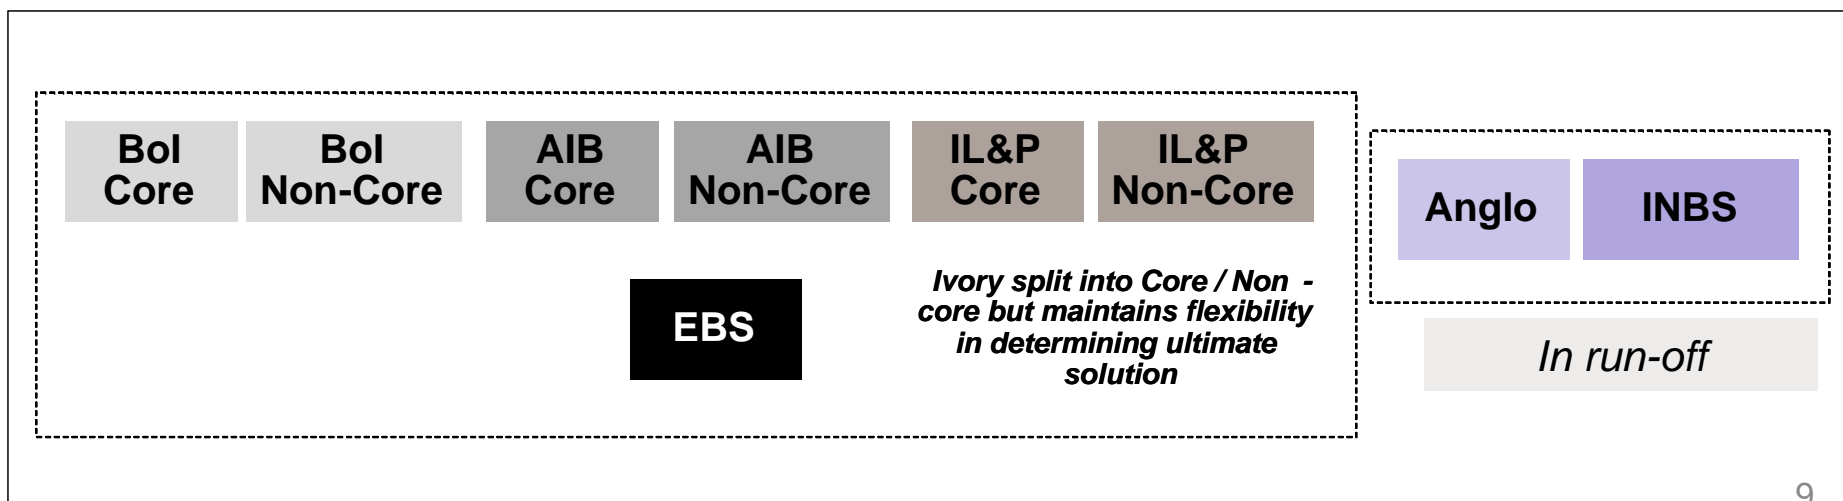 BoI
Core
BoI
Non-Core
AIB
Core
AIB
Non-Core
IL&P
Core
IL&P
Non-Core
EBS
Ivory split into Core / Non -
core but maintains flexibility
in determining ultimate
solution
Anglo
INBS
In run-off
9